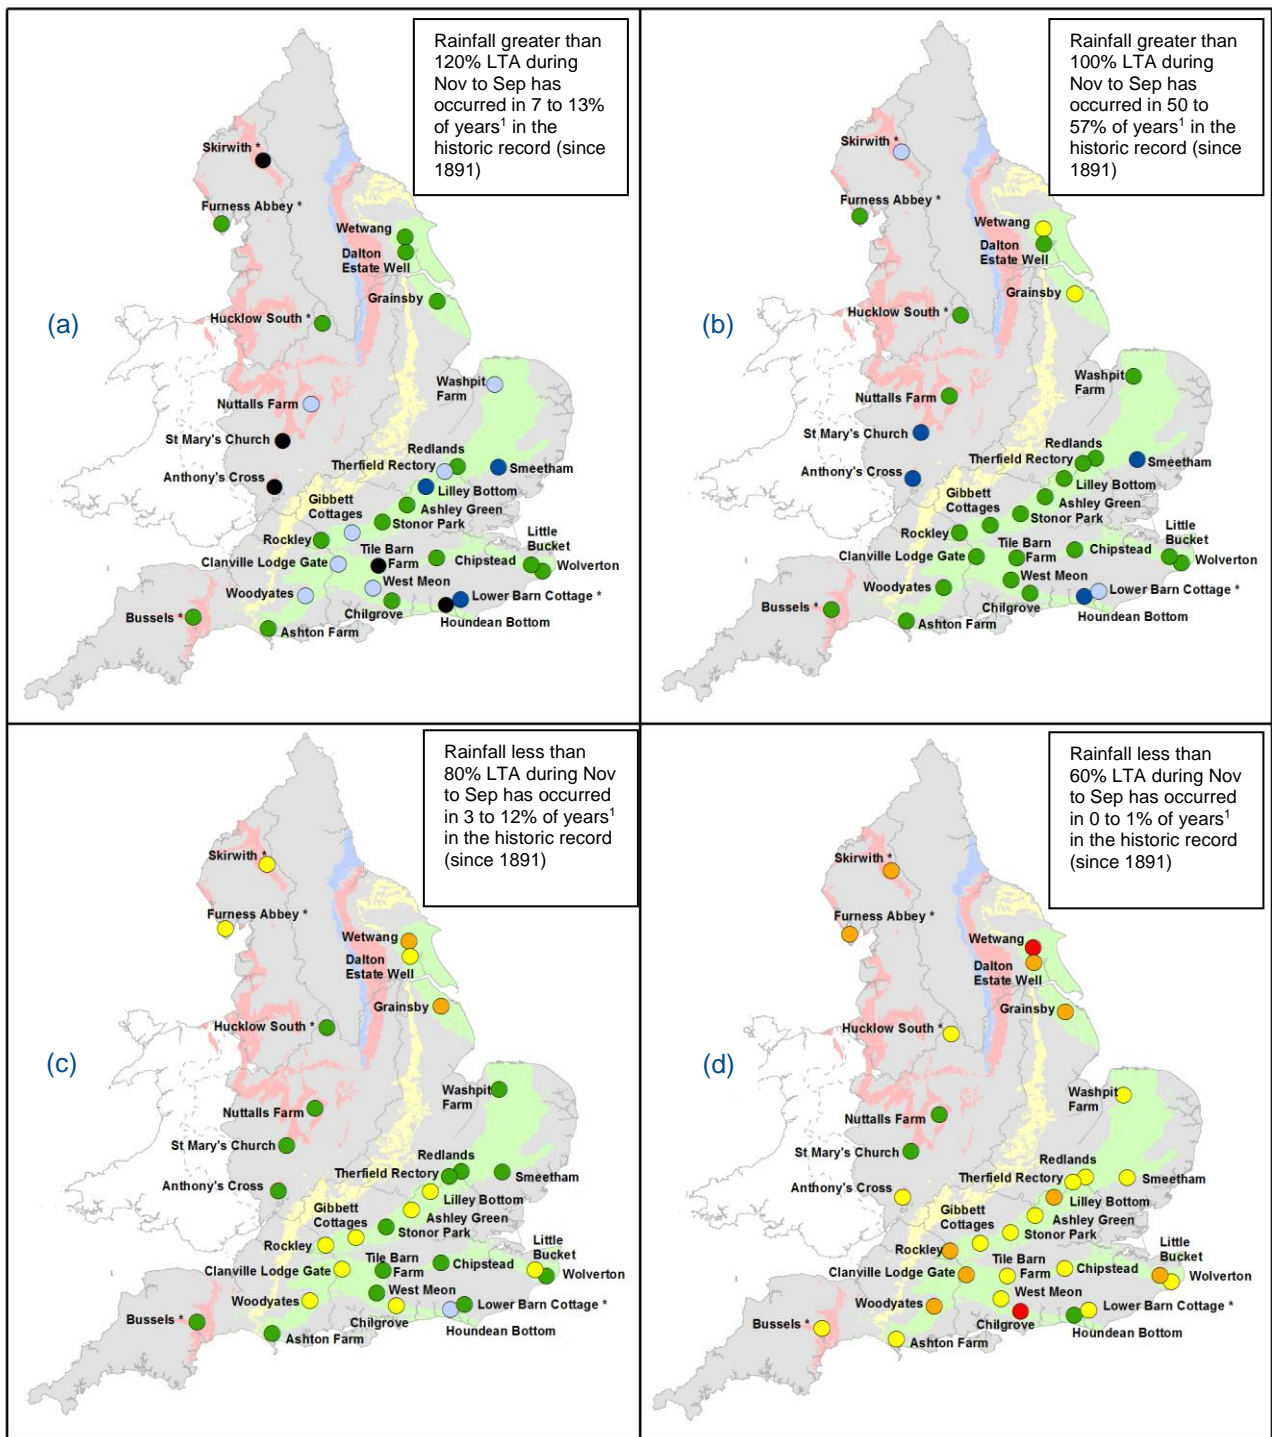 Rainfall greater than
120% LTA during
Nov to Sep has
occurred in 7 to 13%
of years¹ in the
historic record (since
1891)
Skirwith *
Furness Abbey *
Wetwang
Dalton
Estate Well
Grainsby
(a)
Hucklow South *
Washpit
Farm
Nuttalls Farm
St Mary's Church
Redlands
Therfield Rectory
Smeetham
Anthony's Cross
Lilley Bottom
Gibbett
Cottages
Ashley Green
Stonor Park
Rockley
Little
Bucket
Tile Barn
Farm
Chipstead
Clanville Lodge Gate
Wolverton
West Meon
Woodyates
Lower Barn Cottage *
Chilgrove
Bussels *
Houndean Bottom
Ashton Farm
Rainfall greater than
100% LTA during
Nov to Sep has
occurred in 50 to
57% of years¹ in the
historic record (since
1891)
Skirwith *
Furness Abbey *
Wetwang
Dalton
Estate Well
Grainsby
(b)
Hucklow South *
Washpit
Farm
Nuttalls Farm
St Mary's Church
Redlands
Therfield Rectory
Smeetham
Anthony's Cross
Lilley Bottom
Gibbett
Cottages
Ashley Green
Stonor Park
Rockley
Little
Bucket
Tile Barn
Farm
Chipstead
Clanville Lodge Gate
Wolverton
West Meon
Woodyates
Lower Barn Cottage *
Chilgrove
Bussels *
Houndean Bottom
Ashton Farm
Rainfall less than
80% LTA during Nov
to Sep has occurred
in 3 to 12% of years¹
in the historic record
(since 1891)
Skirwith *
Furness Abbey *
Wetwang
Dalton
Estate Well
Grainsby
Hucklow South *
(c)
Washpit
Farm
Nuttalls Farm
St Mary's Church
Redlands
Therfield Rectory
Smeetham
Anthony's Cross
Lilley Bottom
Gibbett
Cottages
Ashley Green
Stonor Park
Rockley
Little
Bucket
Tile Barn
Farm
Chipstead
Clanville Lodge Gate
Wolverton
West Meon
Woodyates
Lower Barn Cottage *
Chilgrove
Bussels *
Houndean Bottom
Ashton Farm
Rainfall less than
60% LTA during Nov
to Sep has occurred
in 0 to 1% of years¹
in the historic record
(since 1891)
Skirwith *
Furness Abbey *
Wetwang
Dalton
Estate Well
Grainsby
Hucklow South *
(d)
Washpit
Farm
Nuttalls Farm
St Mary's Church
Redlands
Therfield Rectory
Smeetham
Anthony's Cross
Lilley Bottom
Gibbett
Cottages
Ashley Green
Stonor Park
Rockley
Little
Bucket
Tile Barn
Farm
Chipstead
Clanville Lodge Gate
Wolverton
West Meon
Woodyates
Lower Barn Cottage *
Chilgrove
Bussels *
Houndean Bottom
Ashton Farm